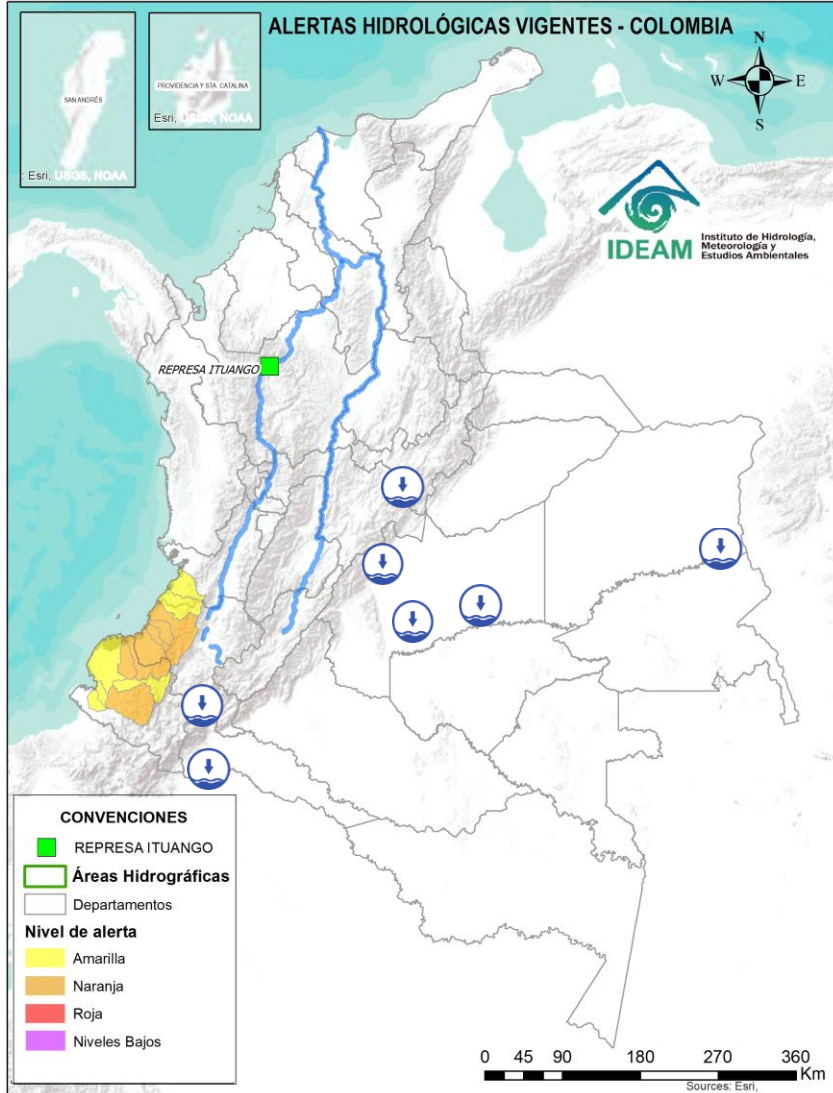 ALERTAS HIDROLÓGICAS VIGENTES - COLOMBIA
SAN ANDRÉS
: Esri, USGS, NOAA
PROVIDENCIA Y STA. CATALINA
Esri, USGS, NOAA
N
W
E
S
IDEAM
Instituto de Hidrología,
Meteorología y
Estudios Ambientales
REPRESA ITUANGO
CONVENCIONES
REPRESA ITUANGO
Áreas Hidrográficas
Departamentos
Nivel de alerta
Amarilla
Naranja
Roja
Niveles Bajos
0 45 90 180 270 360
Km
Sources: Esri,